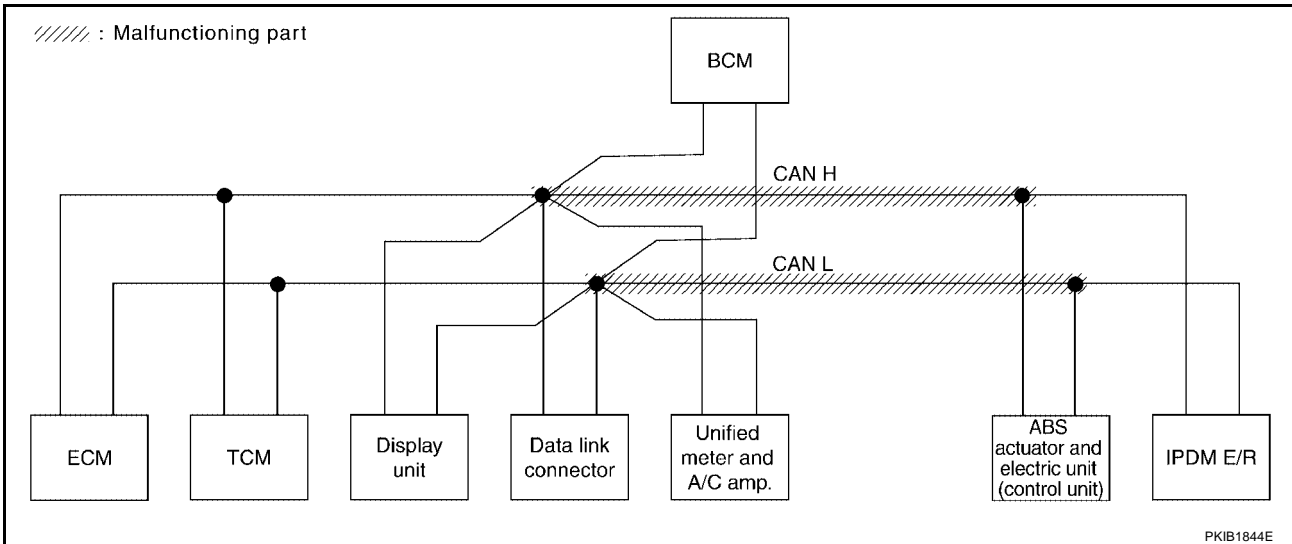 : Malfunctioning part
BCM
CAN H
CAN L
ECM
TCM
Display
unit
Data link
connector
Unified
meter and
A/C amp.
ABS
actuator and
electric unit
(control unit)
IPDM E/R
PKIB1844E